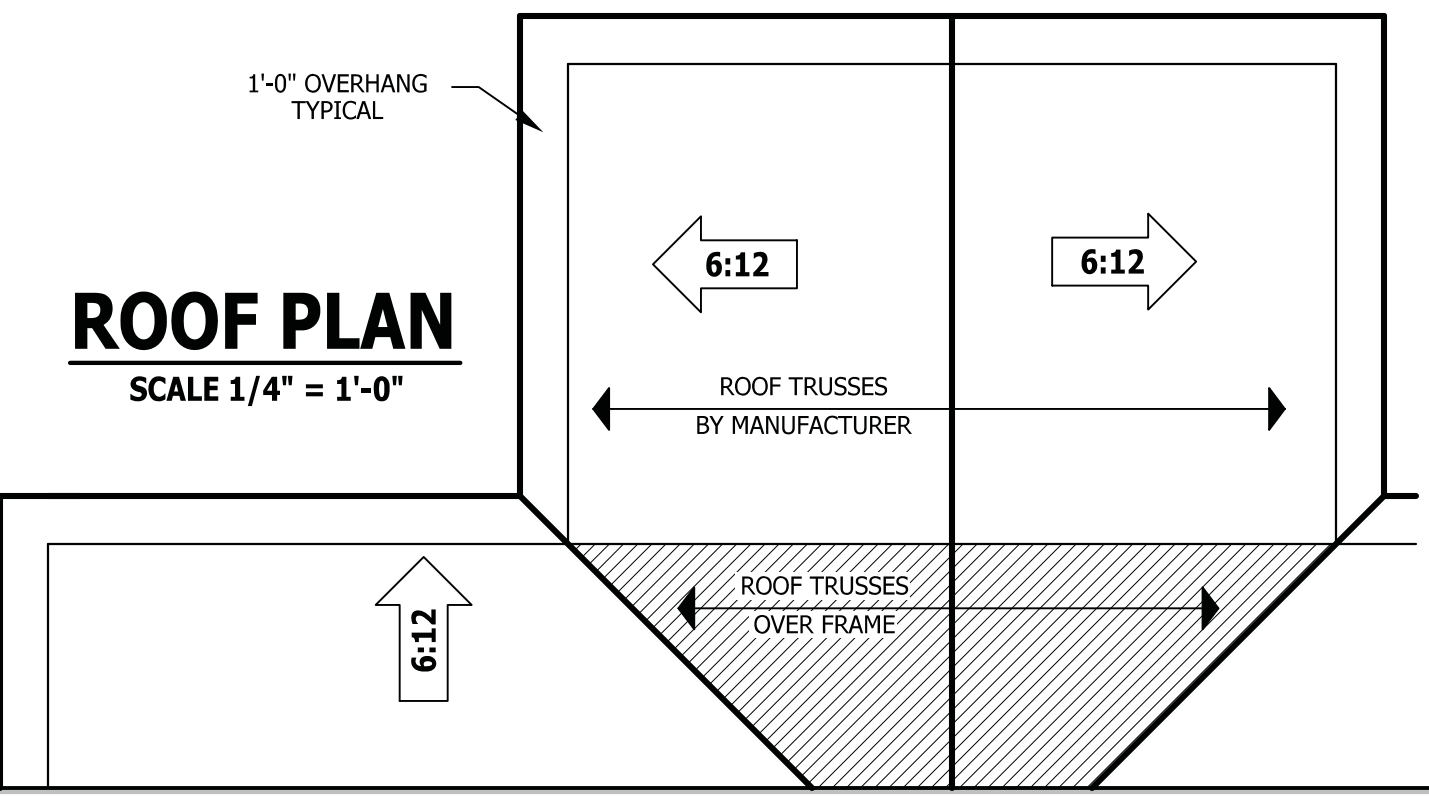 1'-0" OVERHANG
TYPICAL
6:12
6:12
ROOF PLAN
SCALE 1/4" = 1'-0"
ROOF TRUSSES
BY MANUFACTURER
ROOF TRUSSES
OVER FRAME
6:12